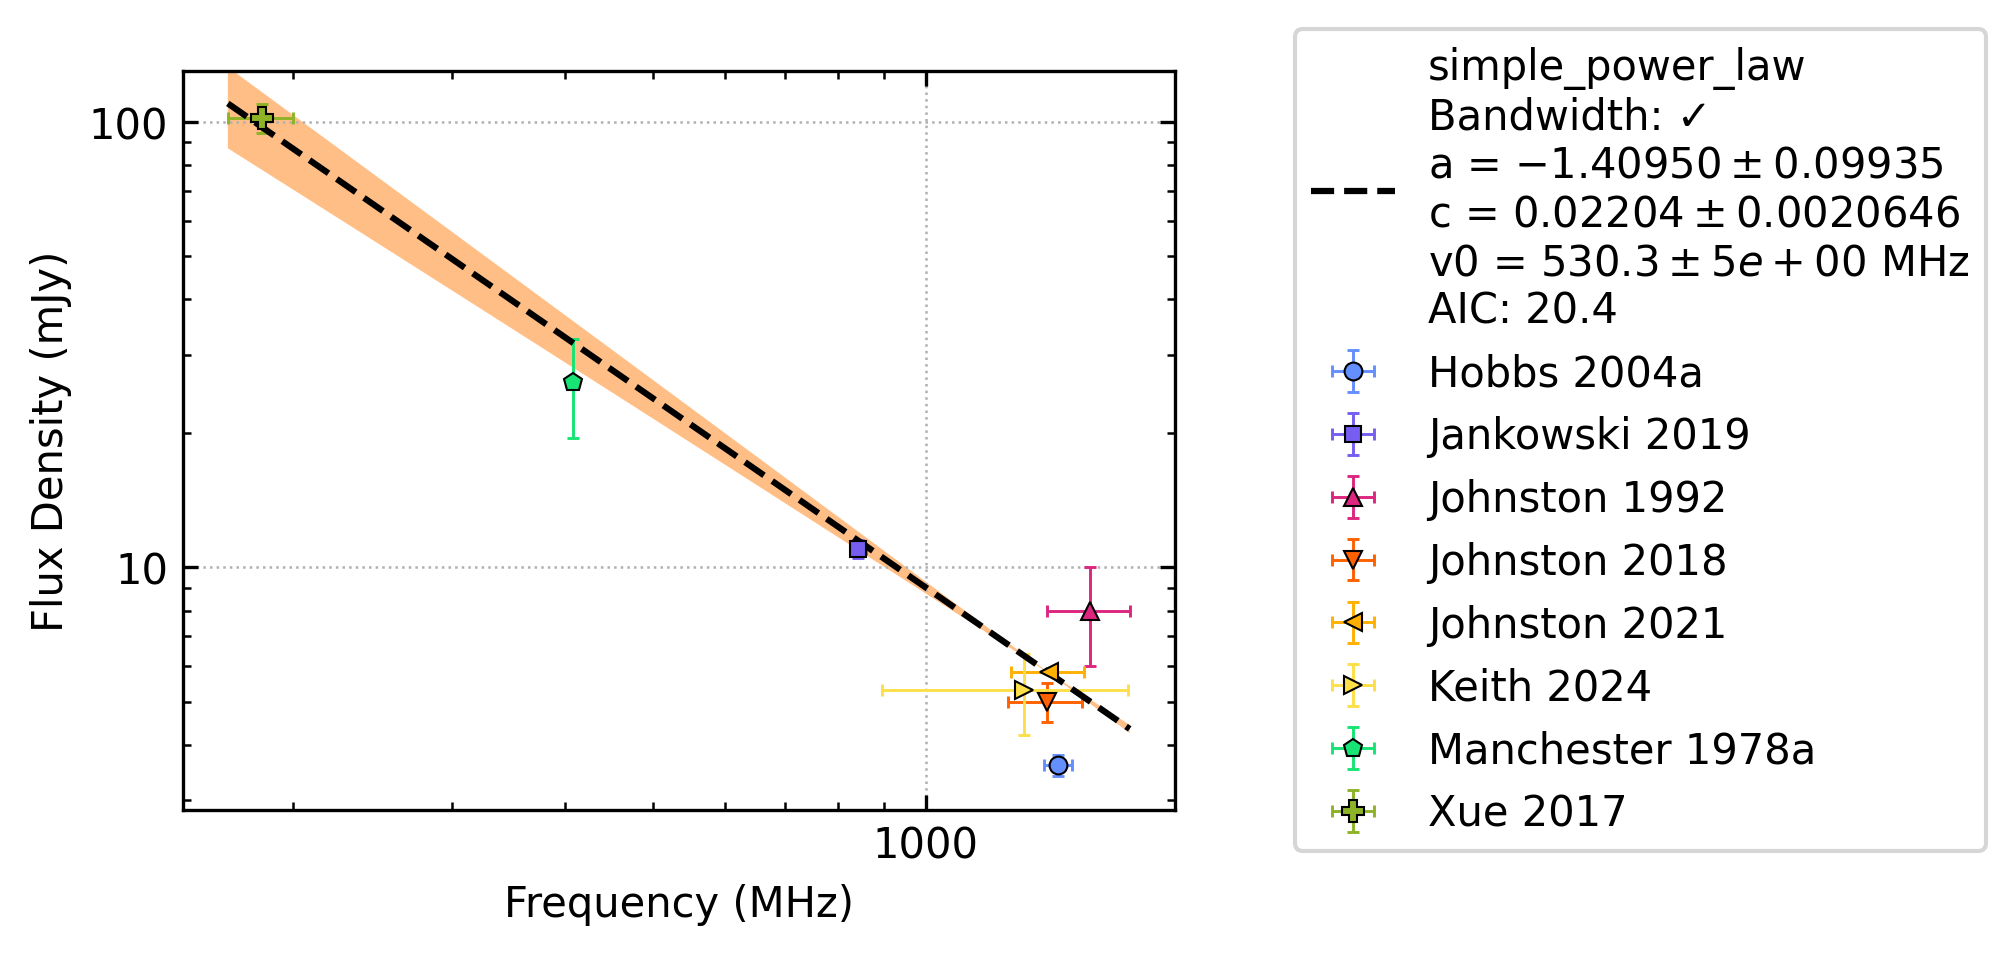 100
10
Flux Density (mJy)
1000
Frequency (MHz)
simple_power_law
Bandwidth: ✓
a = −1.40950 ± 0.09935
c = 0.02204 ± 0.0020646
v0 = 530.3 ± 5e + 00 MHz
AIC: 20.4
Hobbs 2004a
Jankowski 2019
Johnston 1992
Johnston 2018
Johnston 2021
Keith 2024
Manchester 1978a
Xue 2017